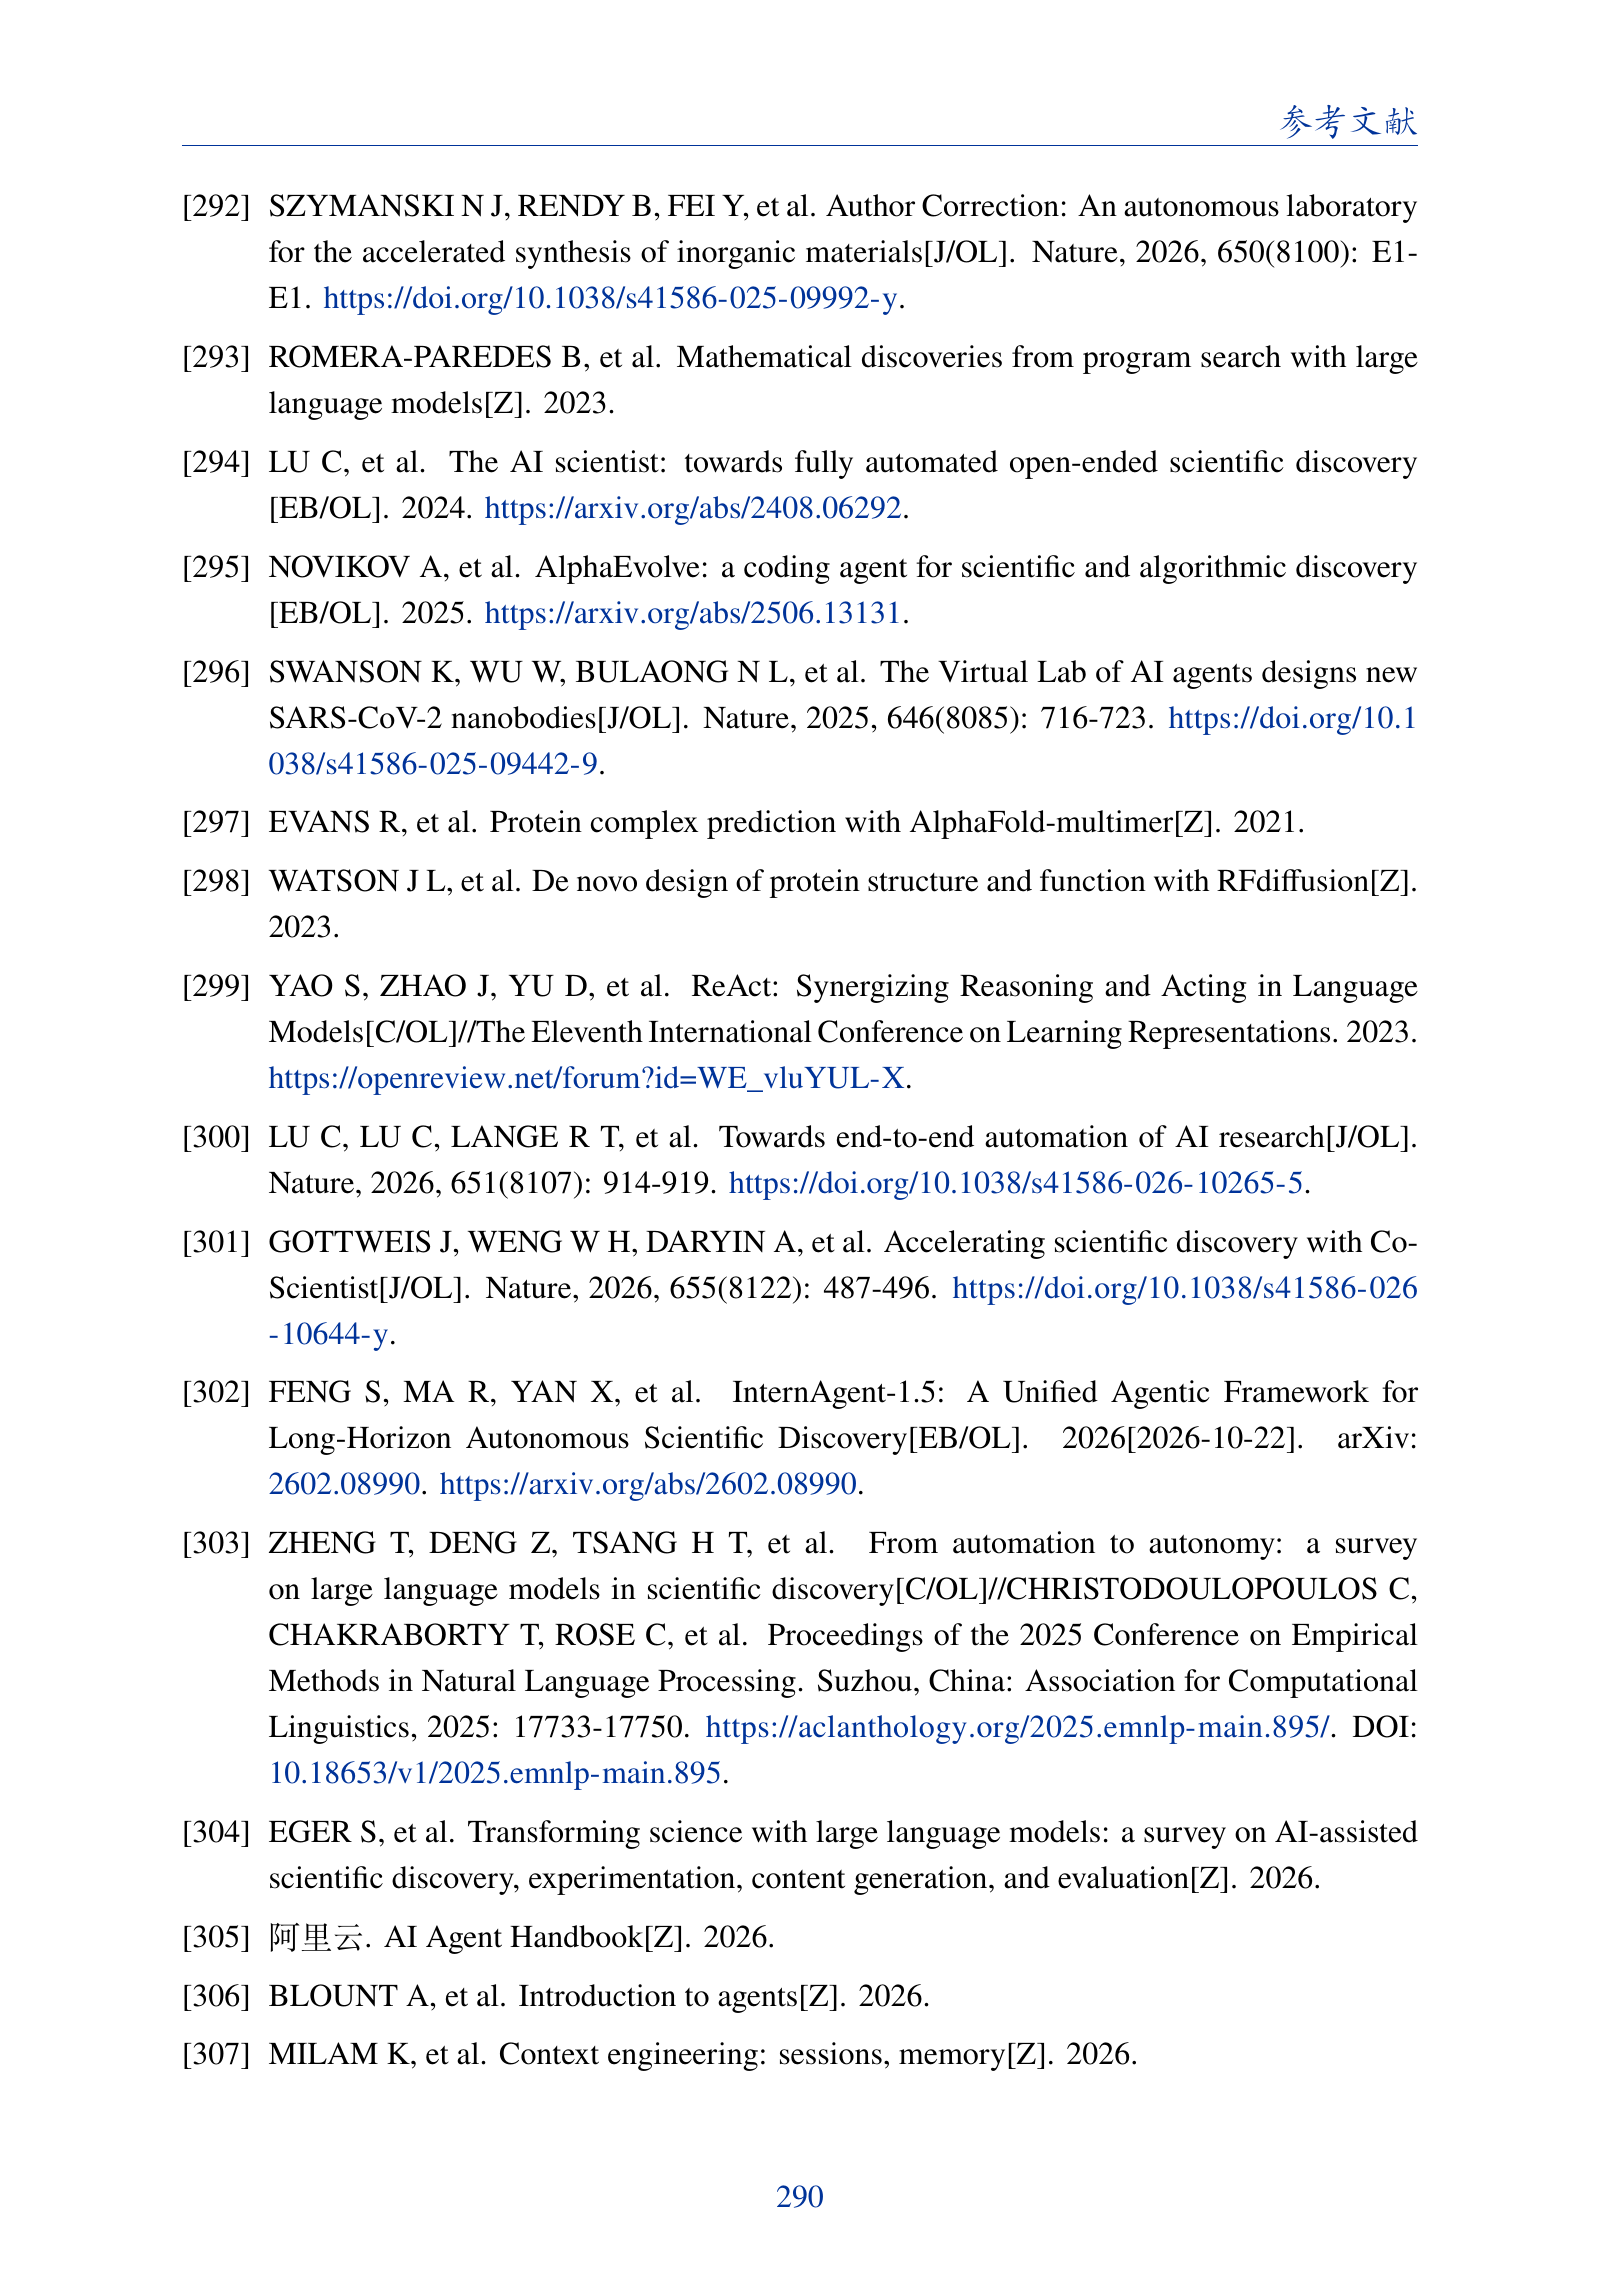 参考文献
[292] SZYMANSKI N J, RENDY B, FEI Y, et al. Author Correction: An autonomous laboratory
for the accelerated synthesis of inorganic materials[J/OL]. Nature, 2026, 650(8100): E1-
E1. https://doi.org/10.1038/s41586-025-09992-y.
[293] ROMERA-PAREDES B, et al. Mathematical discoveries from program search with large
language models[Z]. 2023.
[294] LU C, et al. The AI scientist: towards fully automated open-ended scientific discovery
[EB/OL]. 2024. https://arxiv.org/abs/2408.06292.
[295] NOVIKOV A, et al. AlphaEvolve: a coding agent for scientific and algorithmic discovery
[EB/OL]. 2025. https://arxiv.org/abs/2506.13131.
[296] SWANSON K, WU W, BULAONG N L, et al. The Virtual Lab of AI agents designs new
SARS-CoV-2 nanobodies[J/OL]. Nature, 2025, 646(8085): 716-723. https://doi.org/10.1
038/s41586-025-09442-9.
[297] EVANS R, et al. Protein complex prediction with AlphaFold-multimer[Z]. 2021.
[298] WATSON J L, et al. De novo design of protein structure and function with RFdiffusion[Z].
2023.
[299] YAO S, ZHAO J, YU D, et al. ReAct: Synergizing Reasoning and Acting in Language
Models[C/OL]//The Eleventh International Conference on Learning Representations. 2023.
https://openreview.net/forum?id=WE_vluYUL-X.
[300] LU C, LU C, LANGE R T, et al. Towards end-to-end automation of AI research[J/OL].
Nature, 2026, 651(8107): 914-919. https://doi.org/10.1038/s41586-026-10265-5.
[301] GOTTWEIS J, WENG W H, DARYIN A, et al. Accelerating scientific discovery with Co-
Scientist[J/OL]. Nature, 2026, 655(8122): 487-496. https://doi.org/10.1038/s41586-026
-10644-y.
[302] FENG S, MA R, YAN X, et al. InternAgent-1.5: A Unified Agentic Framework for
Long-Horizon Autonomous Scientific Discovery[EB/OL]. 2026[2026-10-22]. arXiv:
2602.08990. https://arxiv.org/abs/2602.08990.
[303] ZHENG T, DENG Z, TSANG H T, et al. From automation to autonomy: a survey
on large language models in scientific discovery[C/OL]//CHRISTODOULOPOULOS C,
CHAKRABORTY T, ROSE C, et al. Proceedings of the 2025 Conference on Empirical
Methods in Natural Language Processing. Suzhou, China: Association for Computational
Linguistics, 2025: 17733-17750. https://aclanthology.org/2025.emnlp-main.895/. DOI:
10.18653/v1/2025.emnlp-main.895.
[304] EGER S, et al. Transforming science with large language models: a survey on AI-assisted
scientific discovery, experimentation, content generation, and evaluation[Z]. 2026.
[305] 阿里云. AI Agent Handbook[Z]. 2026.
[306] BLOUNT A, et al. Introduction to agents[Z]. 2026.
[307] MILAM K, et al. Context engineering: sessions, memory[Z]. 2026.
290